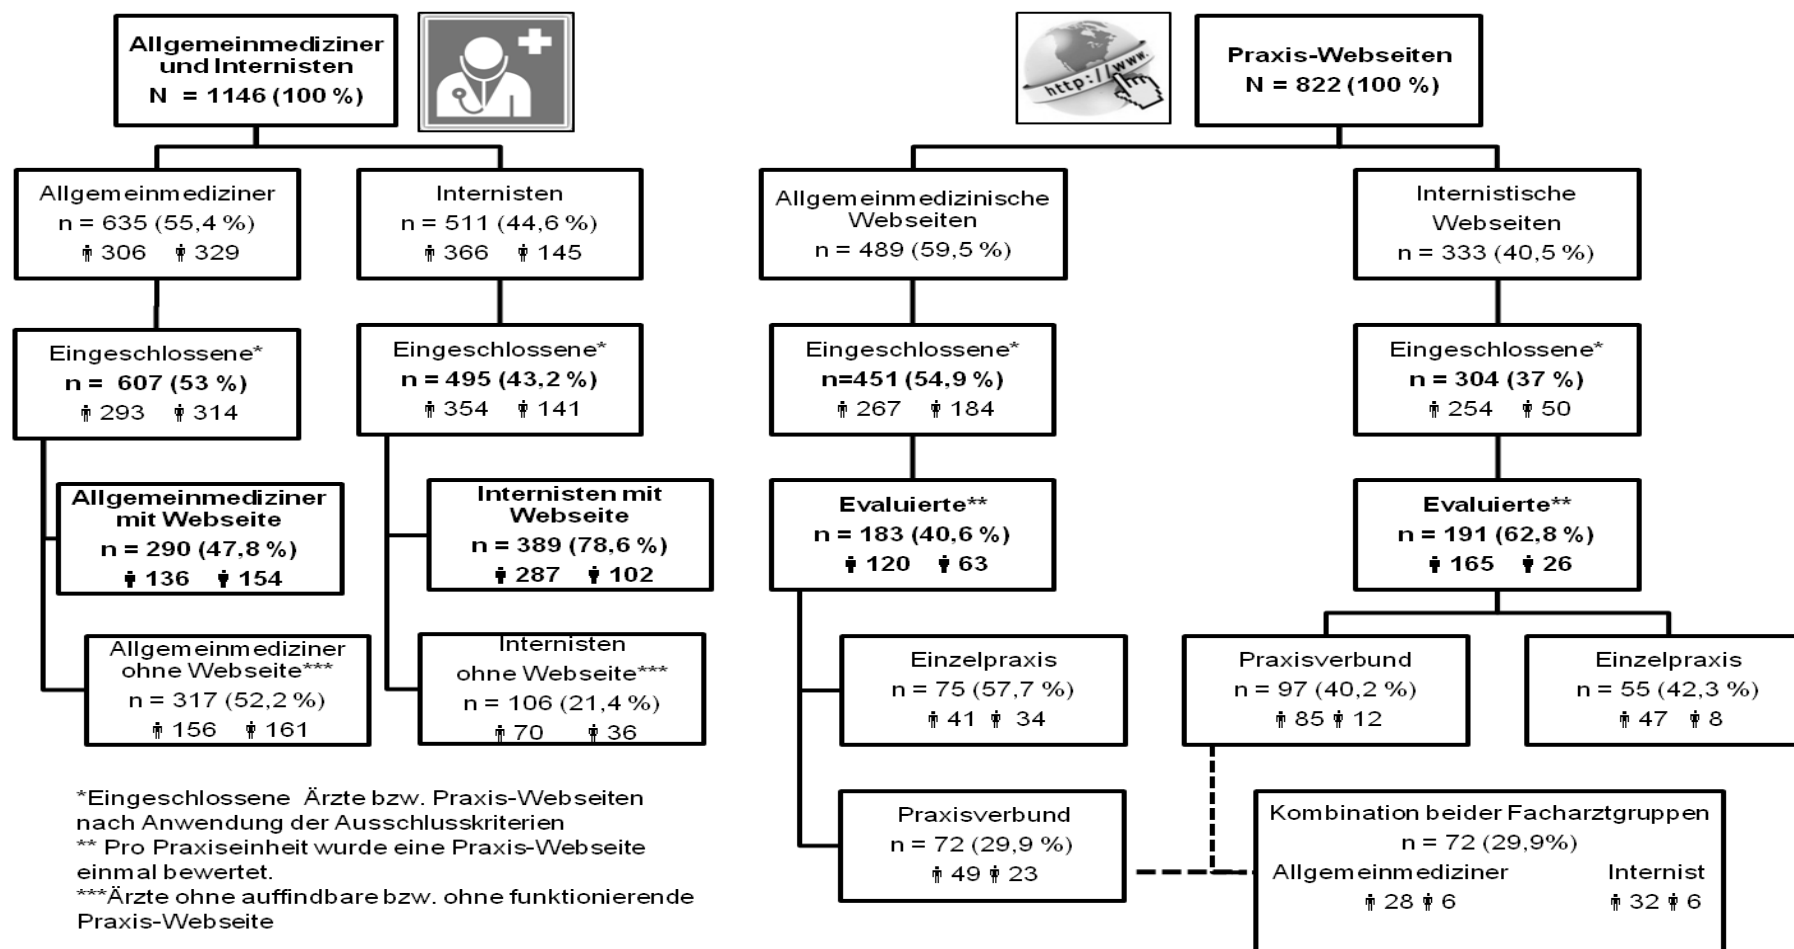 Allgemeinmediziner
und Internisten
N = 1146 (100 %)
http://www.
Praxis-Webseiten
N = 822 (100 %)
Allgemeinmediziner
n = 635 (55,4 %)
306 329
Internisten
n = 511 (44,6 %)
366 145
Allgemeinmedizinische
Webseiten
n = 489 (59,5 %)
Internistische
Webseiten
n = 333 (40,5 %)
Eingeschlossene*
n = 607 (53 %)
293 314
Eingeschlossene*
n = 495 (43,2 %)
354 141
Eingeschlossene*
n=451 (54,9 %)
267 184
Eingeschlossene*
n = 304 (37 %)
254 50
Allgemeinmediziner
mit Webseite
n = 290 (47,8 %)
136 154
Internisten mit
Webseite
n = 389 (78,6 %)
287 102
Evaluierte**
n = 183 (40,6 %)
120 63
Evaluierte**
n = 191 (62,8 %)
165 26
Allgemeinmediziner
ohne Webseite***
n = 317 (52,2 %)
156 161
Internisten
ohne Webseite***
n = 106 (21,4 %)
70 36
Einzelpraxis
n = 75 (57,7 %)
41 34
Praxisverbund
n = 97 (40,2 %)
85 12
Einzelpraxis
n = 55 (42,3 %)
47 8
Praxisverbund
n = 72 (29,9 %)
49 23
Kombination beider Facharztgruppen
n = 72 (29,9%)
Allgemeinmediziner Internist
28 6 32 6
*Eingeschlossene Ärzte bzw. Praxis-Webseiten
nach Anwendung der Ausschlusskriterien
** Pro Praxiseinheit wurde eine Praxis-Webseite
einmal bewertet.
***Ärzte ohne auffindbare bzw. ohne funktionierende
Praxis-Webseite